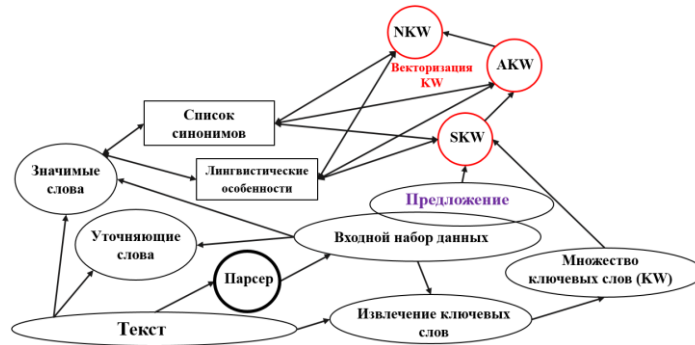 NKW
AKW
Векторизация
KW
Список
синонимов
SKW
Значимые
слова
Лингвистические
особенности
Предложение
Уточняющие
слова
Входной набор данных
Парсер
Множество
ключевых слов (KW)
Текст
Извлечение ключевых
слов